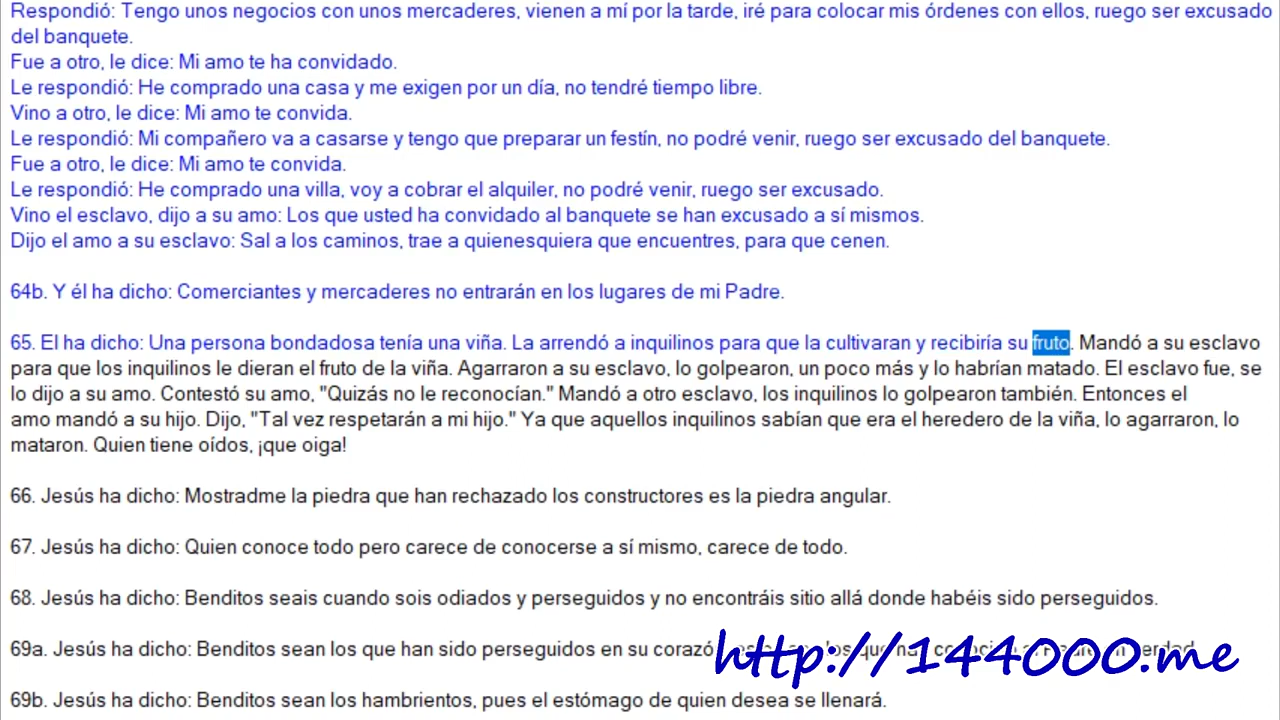 Respondió: Tengo unos negocios con unos mercaderes, vienen a mí por la tarde, iré para colocar mis órdenes con ellos, ruego ser excusado
del banquete.
Fue a otro, le dice: Mi amo te ha convidado.
Le respondió: He comprado una casa y me exigen por un día, no tendré tiempo libre.
Vino a otro, le dice: Mi amo te convida.
Le respondió: Mi compañero va a casarse y tengo que preparar un festín, no podré venir, ruego ser excusado del banquete.
Fue a otro, le dice: Mi amo te convida.
Le respondió: He comprado una villa, voy a cobrar el alquiler, no podré venir, ruego ser excusado.
Vino el esclavo, dijo a su amo: Los que usted ha convidado al banquete se han excusado a sí mismos.
Dijo el amo a su esclavo: Sal a los caminos, trae a quienesquiera que encuentres, para que cenen.
64b. Y él ha dicho: Comerciantes y mercaderes no entrarán en los lugares de mi Padre.
65. El ha dicho: Una persona bondadosa tenía una viña. La arrendó a inquilinos para que la cultivaran y recibiría su fruto. Mandó a su esclavo
para que los inquilinos le dieran el fruto de la viña. Agarraron a su esclavo, lo golpearon, un poco más y lo habrían matado. El esclavo fue, se
lo dijo a su amo. Contestó su amo, "Quizás no le reconocían." Mandó a otro esclavo, los inquilinos lo golpearon también. Entonces el
amo mandó a su hijo. Dijo, "Tal vez respetarán a mi hijo." Ya que aquellos inquilinos sabían que era el heredero de la viña, lo agarraron, lo
mataron. Quien tiene oídos, ¡que oiga!
66. Jesús ha dicho: Mostradme la piedra que han rechazado los constructores es la piedra angular.
67. Jesús ha dicho: Quien conoce todo pero carece de conocerse a sí mismo, carece de todo.
68. Jesús ha dicho: Benditos seais cuando sois odiados y perseguidos y no encontráis sitio allá donde habéis sido perseguidos.
69a. Jesús ha dicho: Benditos sean los que han sido perseguidos en su
http://144000.me
69b. Jesús ha dicho: Benditos sean los hambrientos, pues el estómago de quien desea se llenará.